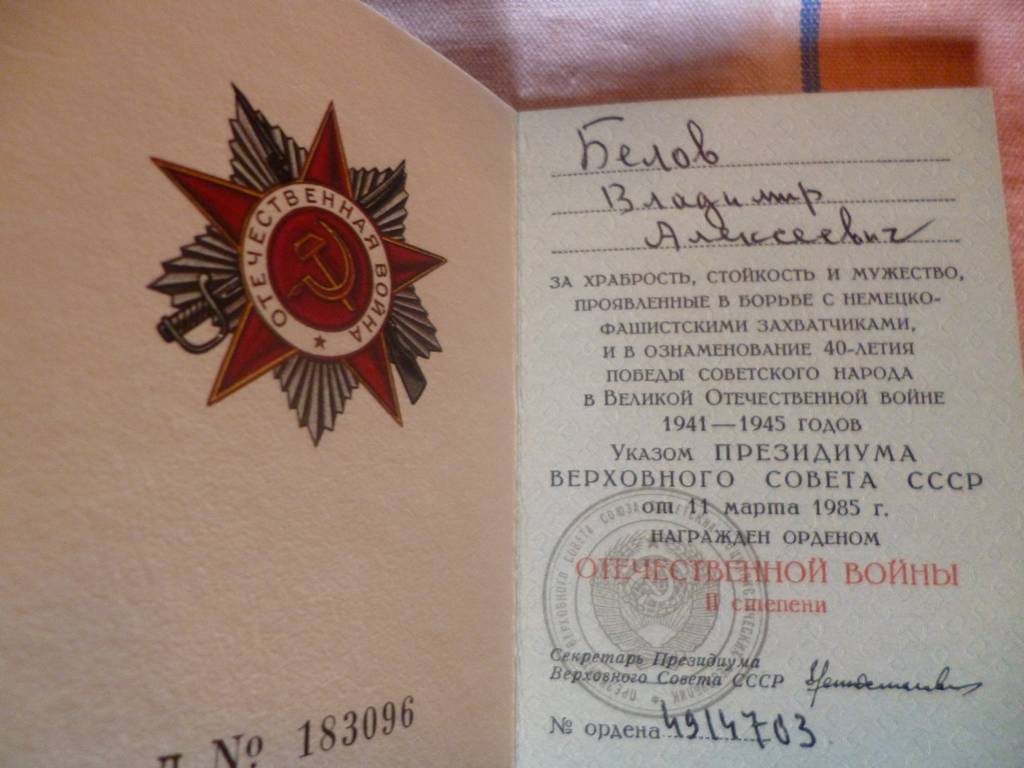 ОТЕЧЕСТВЕННАЯ ВОЙНА
Л № 183096
Белов
Владимир
Алексеевич
ЗА ХРАБРОСТЬ, СТОЙКОСТЬ И МУЖЕСТВО,
ПРОЯВЛЕННЫЕ В БОРЬБЕ С НЕМЕЦКО-
ФАШИСТСКИМИ ЗАХВАТЧИКАМИ,
И В ОЗНАМЕНОВАНИЕ 40-ЛЕТИЯ
ПОБЕДЫ СОВЕТСКОГО НАРОДА
В ВЕЛИКОЙ ОТЕЧЕСТВЕННОЙ ВОЙНЕ
1941—1945 ГОДОВ
УКАЗОМ ПРЕЗИДИУМА
ВЕРХОВНОГО СОВЕТА СССР
от 11 марта 1985 г.
НАГРАЖДЕН ОРДЕНОМ
ОТЕЧЕСТВЕННОЙ ВОЙНЫ
II степени
Секретарь Президиума
Верховного Совета СССР
№ ордена 4914703